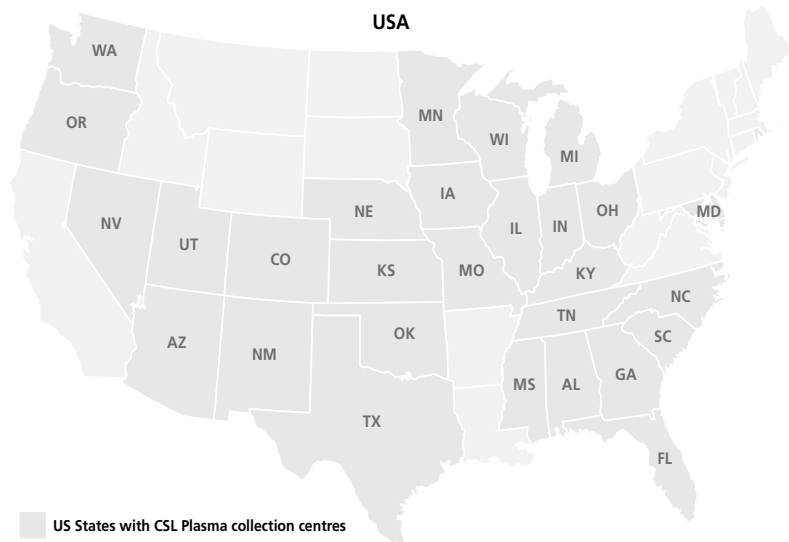 USA
WA
OR
MN
WI
MI
IA
NE
NV
UT
CO
IL
IN
OH
MD
KS
MO
KY
NC
TN
AZ
NM
OK
SC
MS
AL
GA
TX
FL
US States with CSL Plasma collection centres